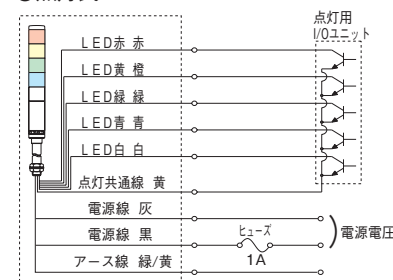 点灯用
I/Oユニット
LED赤 赤
LED黄 橙
LED緑 緑
LED青 青
LED白 白
点灯共通線 黄
電源線 灰
電源線 黒
ヒューズ
1A
電源電圧
アース線 緑/黄